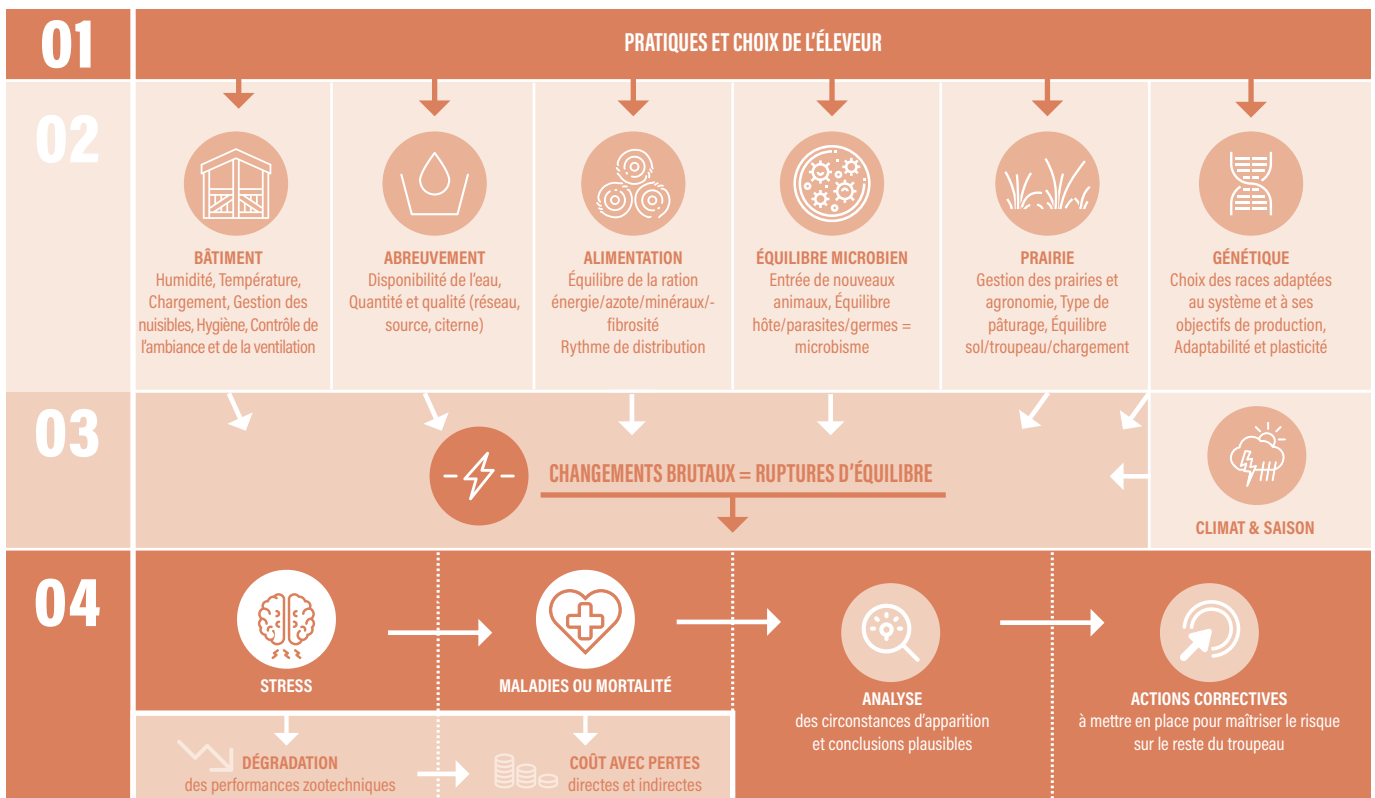 01
PRATIQUES ET CHOIX DE L'ÉLEVEUR
02
BÂTIMENT
Humidité, Température,
Chargement, Gestion des
nuisibles, Hygiène, Contrôle de
l'ambiance et de la ventilation
ABREUVEMENT
Disponibilité de l'eau,
Quantité et qualité (réseau,
source, citerne)
ALIMENTATION
Équilibre de la ration
énergie/azote/minéraux/-
fibrosité
Rythme de distribution
ÉQUILIBRE MICROBIEN
Entrée de nouveaux
animaux, Équilibre
hôte/parasites/germes =
microbisme
PRAIRIE
Gestion des prairies et
agronomie, Type de
pâturage, Équilibre
sol/troupeau/chargement
GÉNÉTIQUE
Choix des races adaptées
au système et à ses
objectifs de production,
Adaptabilité et plasticité
03
CHANGEMENTS BRUTAUX = RUPTURES D'ÉQUILIBRE
CLIMAT & SAISON
04
STRESS
MALADIES OU MORTALITÉ
ANALYSE
des circonstances d'apparition
et conclusions plausibles
ACTIONS CORRECTIVES
à mettre en place pour maîtriser le risque
sur le reste du troupeau
DÉGRADATION
des performances zootechniques
COÛT AVEC PERTES
directes et indirectes